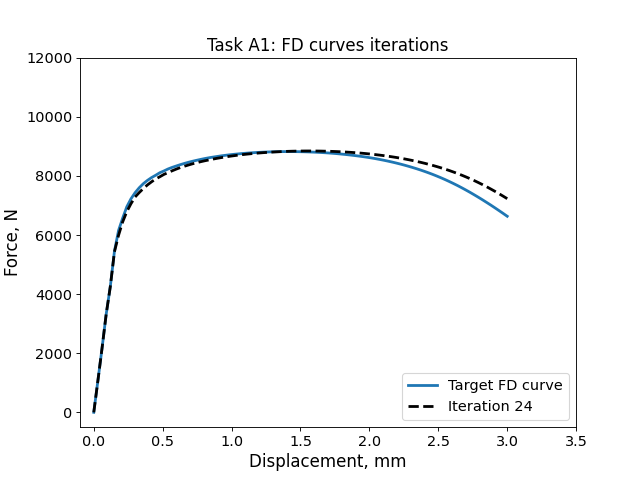 Task A1: FD curves iterations
12000
10000
8000
6000
4000
2000
0
Force, N
Target FD curve
Iteration 24
0.0 0.5 1.0 1.5 2.0 2.5 3.0 3.5
Displacement, mm